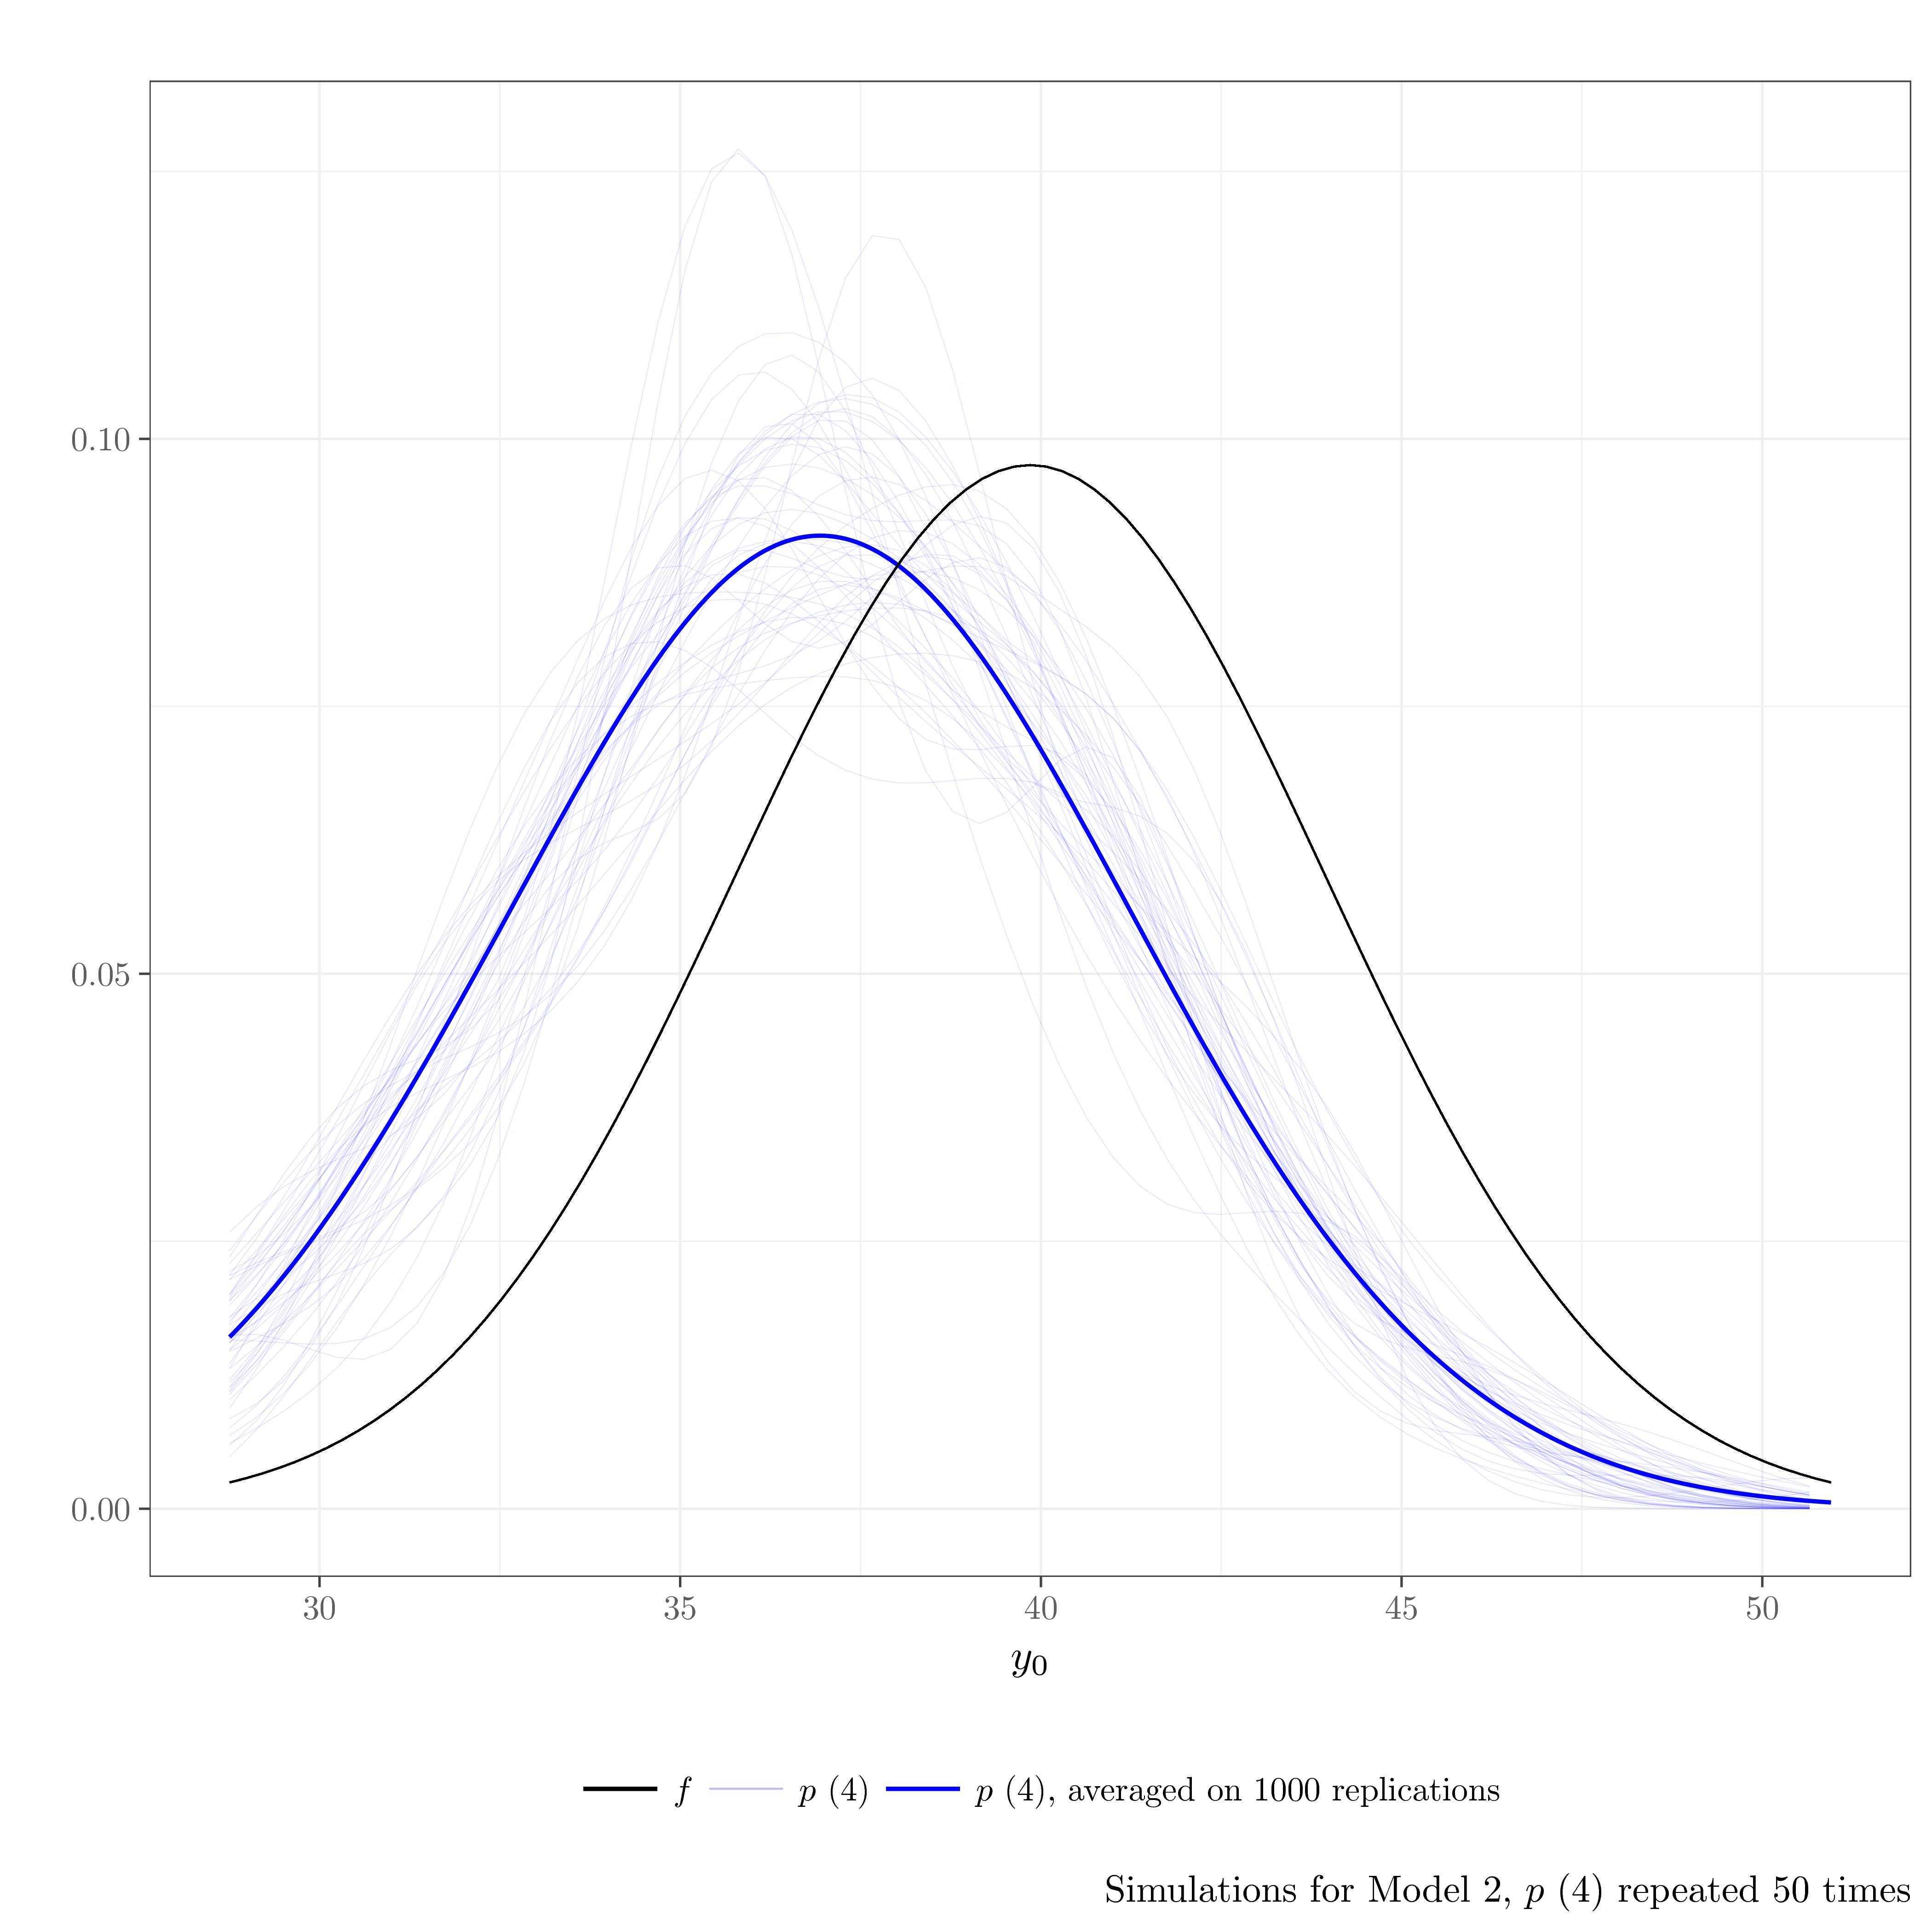 0.10
0.05
0.00
30 35 40 45 50
y0
f p (4) p (4), averaged on 1000 replications
Simulations for Model 2, p (4) repeated 50 times